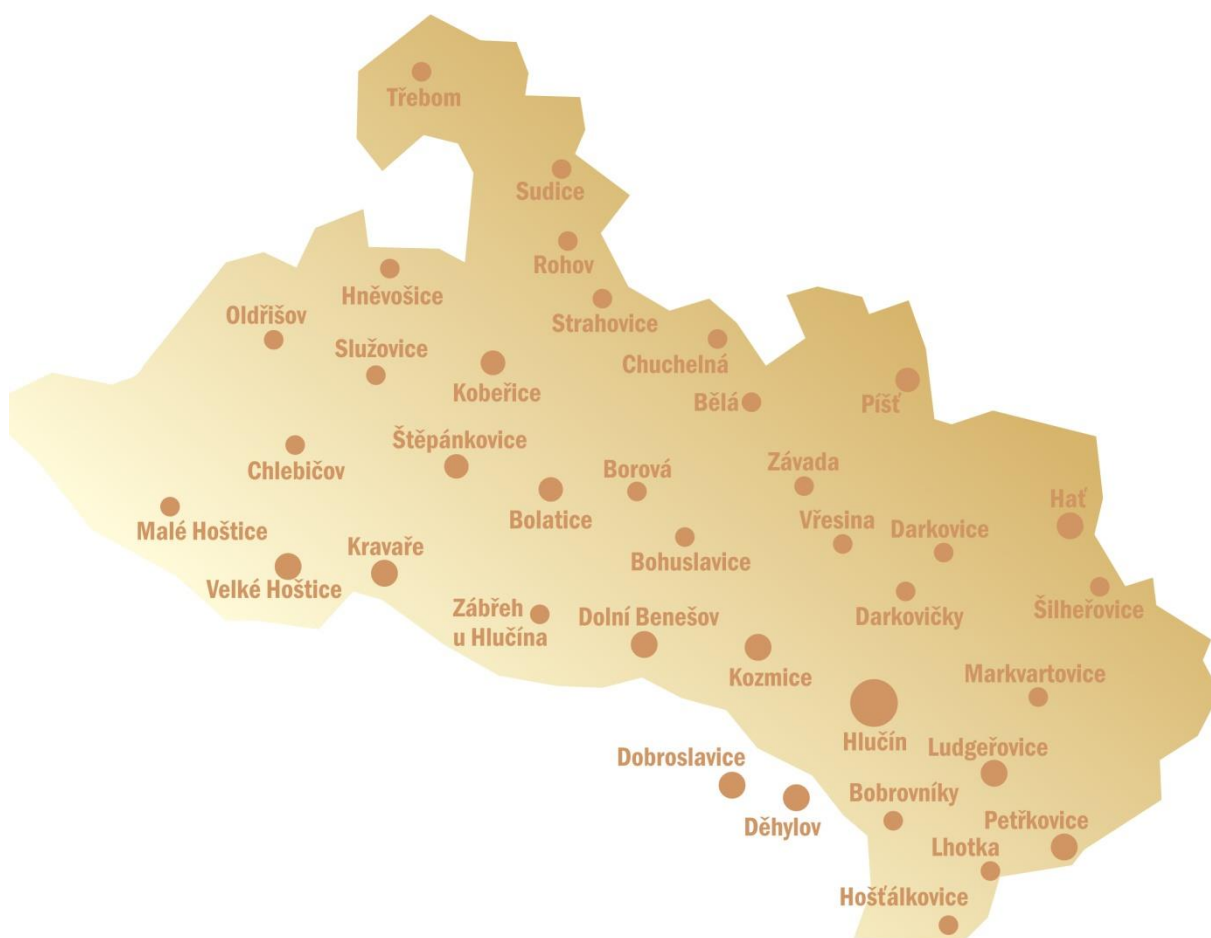 Třebom
Sudice
Rohov
Hněvošice
Oldřišov
Strahovice
Služovice
Chuchelná
Kobeřice
Bělá
Píšť
Štěpánkovice
Chlebičov
Borová
Závada
Hať
Bolatice
Malé Hoštice
Vřesina
Darkovice
Kravaře
Bohuslavice
Velké Hoštice
Zábřeh
u Hlučína
Dolní Benešov
Darkovičky
Šilheřovice
Kozmice
Markvartovice
Hlučín
Ludgeřovice
Dobroslavice
Bobrovníky
Děhylov
Petřkovice
Lhotka
Hošťálkovice